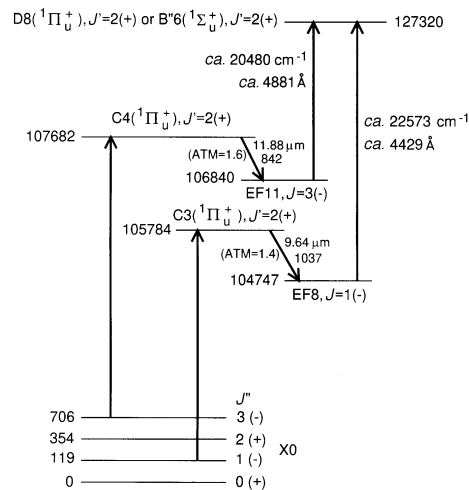 D8(¹Πᵤ⁺), J'=2(+) or B"6(¹Σᵤ⁺), J'=2(+)
127320
ca. 20480 cm⁻¹
ca. 4881 Å
C4(¹Πᵤ⁺), J'=2(+)
ca. 22573 cm⁻¹
ca. 4429 Å
107682
11.88 μm
(ATM=1.6)
842
106840
EF11, J=3(-)
C3(¹Πᵤ⁺), J'=2(+)
105784
9.64 μm
(ATM=1.4)
1037
104747
EF8, J=1(-)
J"
706
3 (-)
354
2 (+)
X0
119
1 (-)
0
0 (+)